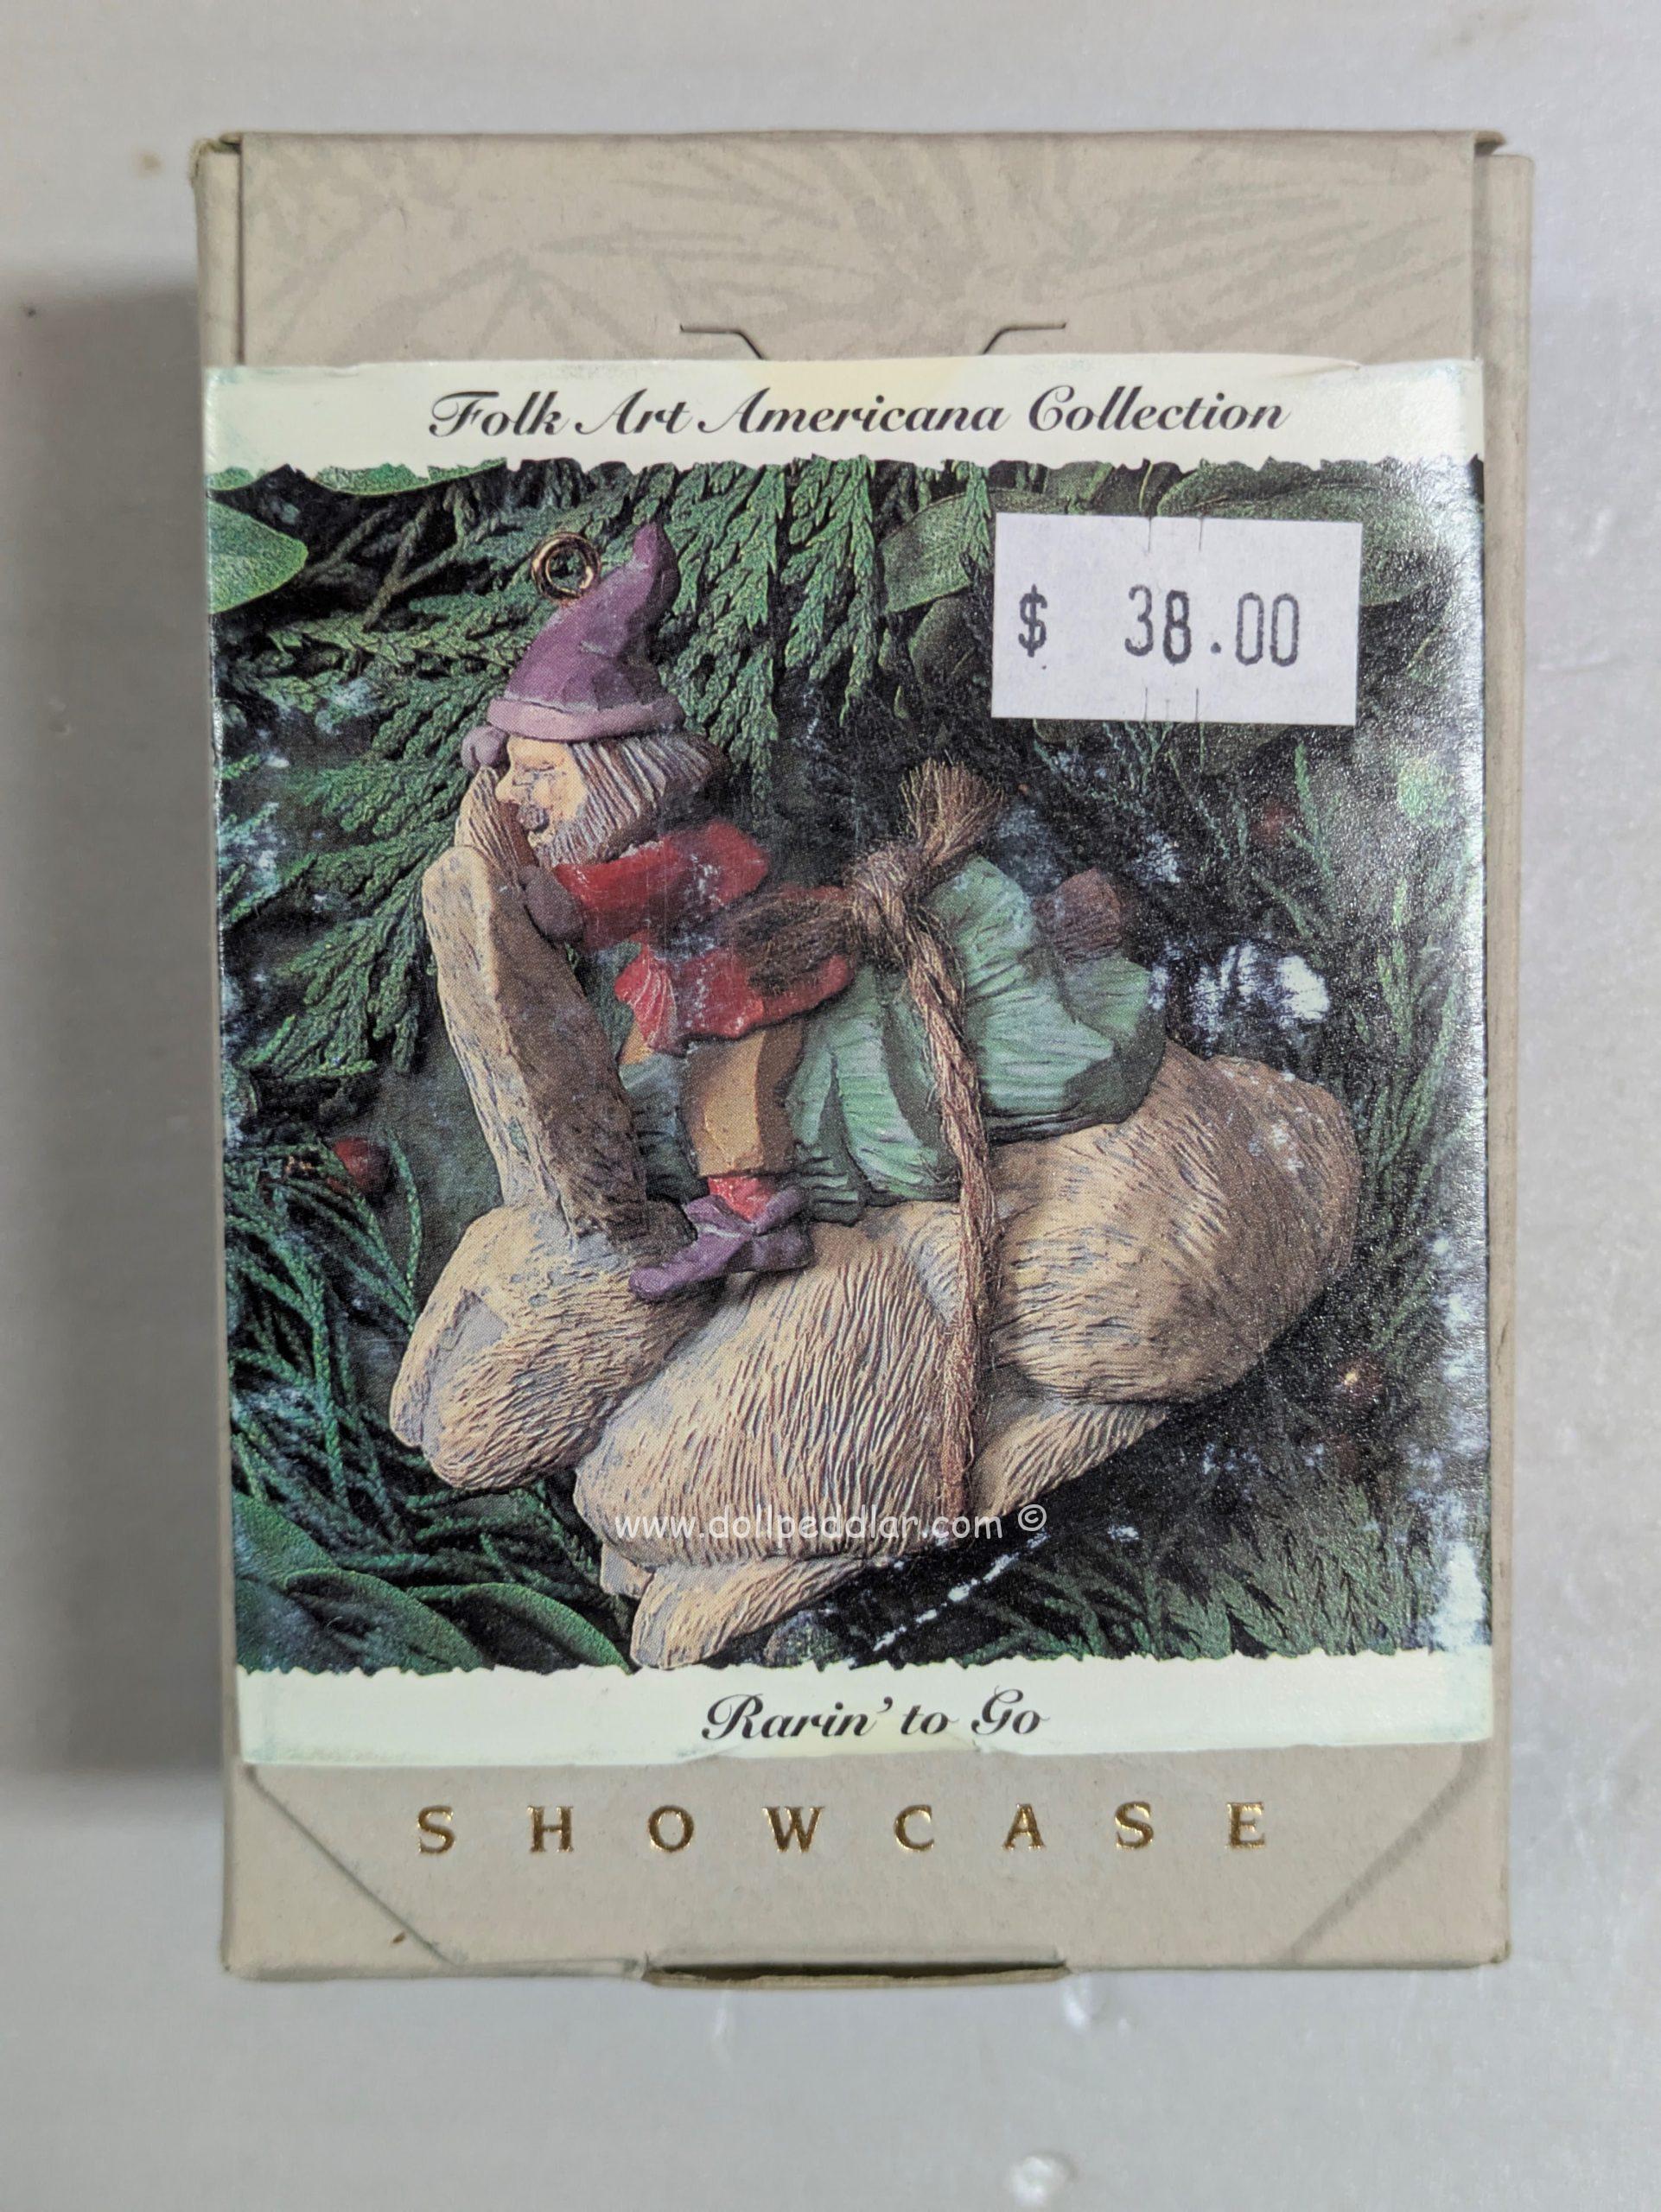 Folk Art Americana Collection
$ 38.00
www.dollpeddlar.com ©
Rarin' to Go
SHOWCASE